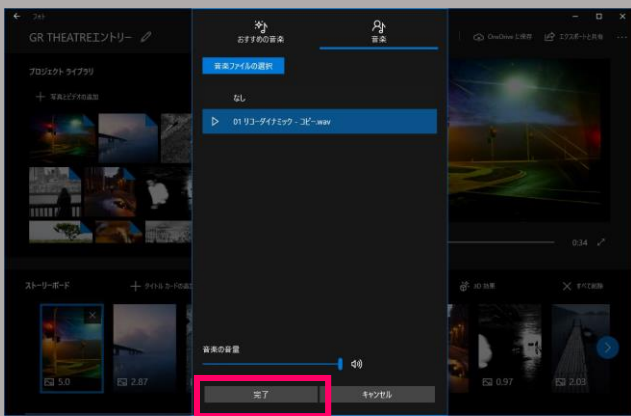 フォト
GR THEATREエントリー
OneDrive に保存
エクスポートと共有
おすすめの音楽
音楽
プロジェクト ライブラリ
音楽ファイルの選択
写真とビデオの追加
なし
01 リコーダイナミック - コピー.wav
0:34
ストーリーボード
タイトル カードの追加
3D 効果
すべて削除
5.0
2.87
0.97
2.03
音楽の音量
完了
キャンセル